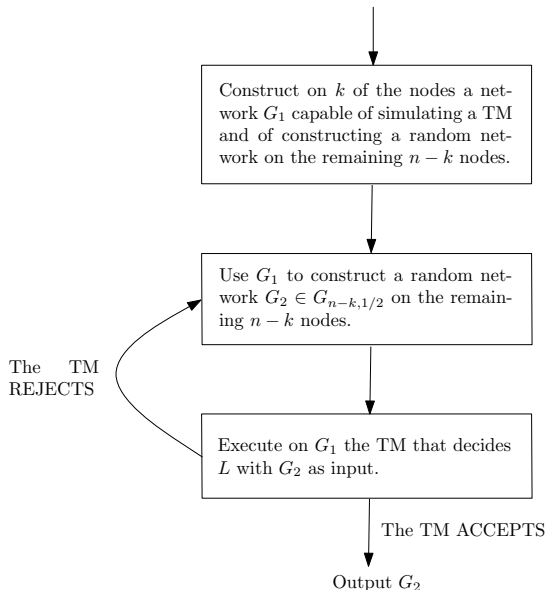 Construct on k of the nodes a net-
work G₁ capable of simulating a TM
and of constructing a random net-
work on the remaining n − k nodes.
Use G₁ to construct a random net-
work G₂ ∈ Gₙ₋ₖ,₁/₂ on the remain-
ing n − k nodes.
The TM
REJECTS
Execute on G₁ the TM that decides
L with G₂ as input.
The TM ACCEPTS
Output G₂